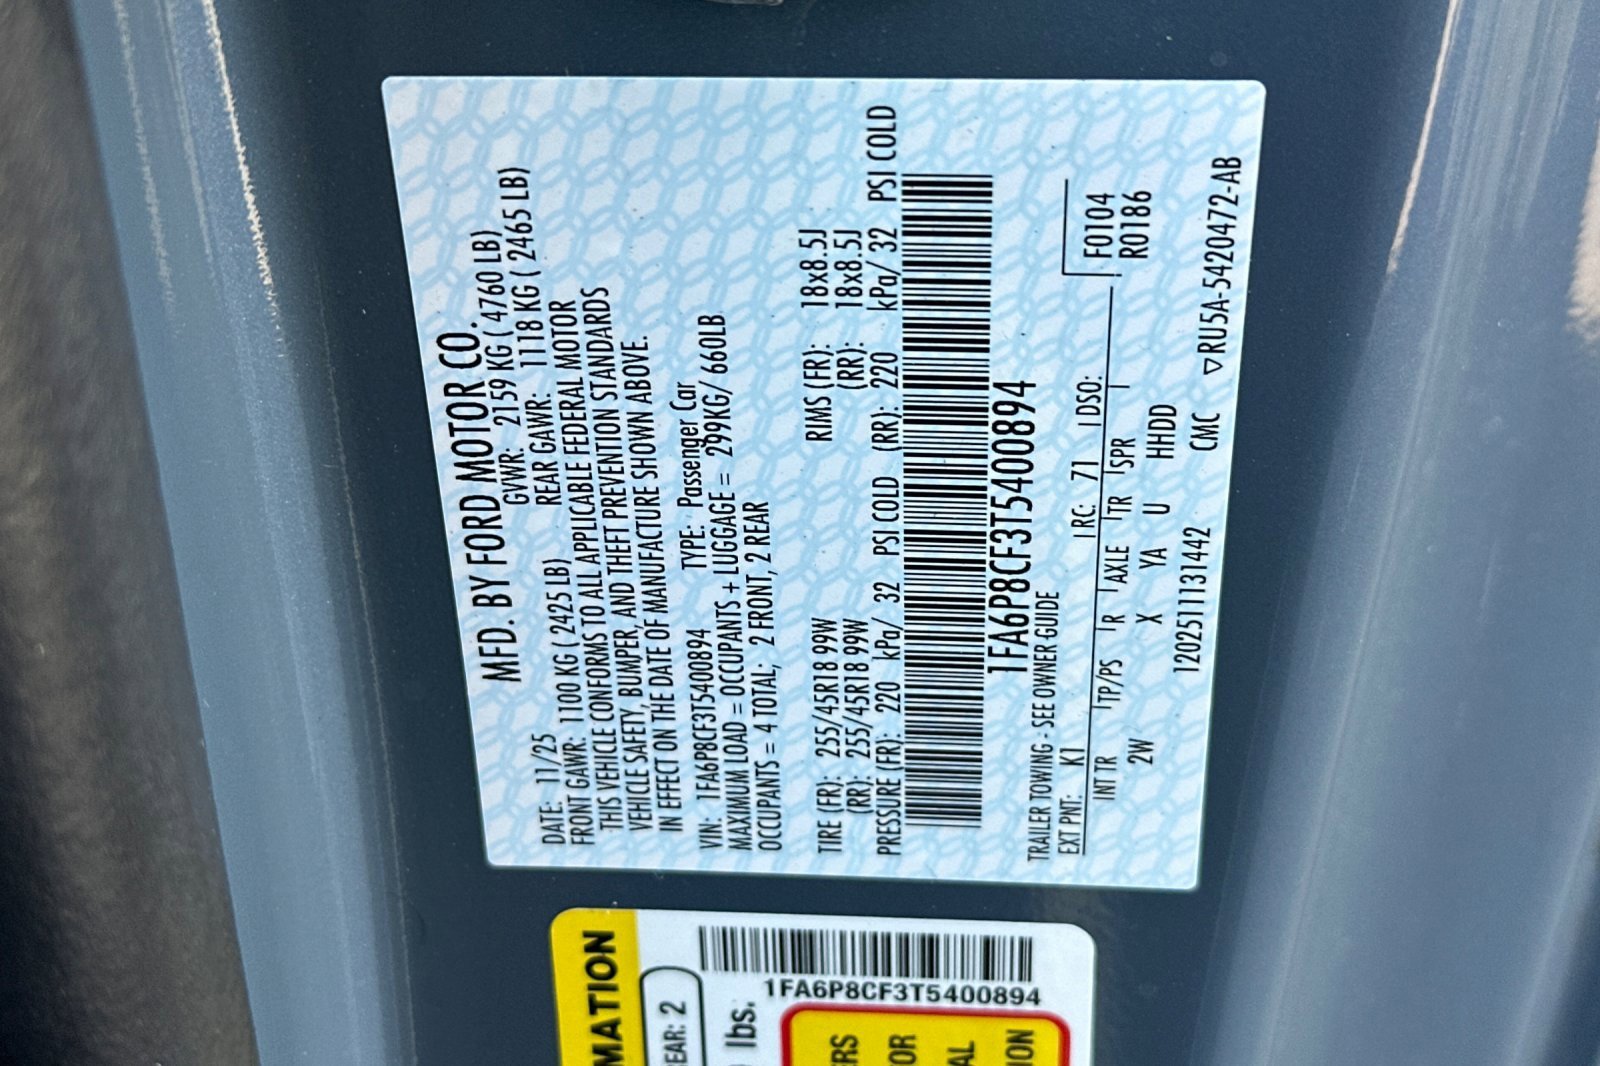 MFD. BY FORD MOTOR CO.
DATE: 11/25 GVWR: 2159 KG ( 4760 LB)
FRONT GAWR: 1100 KG ( 2425 LB) REAR GAWR: 1118 KG ( 2465 LB)
THIS VEHICLE CONFORMS TO ALL APPLICABLE FEDERAL MOTOR
VEHICLE SAFETY, BUMPER, AND THEFT PREVENTION STANDARDS
IN EFFECT ON THE DATE OF MANUFACTURE SHOWN ABOVE.
VIN: 1FA6P8CF3T5400894 TYPE: Passenger Car
MAXIMUM LOAD = OCCUPANTS + LUGGAGE = 299KG/ 660LB
OCCUPANTS = 4 TOTAL; 2 FRONT, 2 REAR
TIRE (FR): 255/45R18 99W RIMS (FR): 18x8.5J
(RR): 255/45R18 99W (RR): 18x8.5J
PRESSURE (FR): 220 kPa/ 32 PSI COLD (RR): 220 kPa/ 32 PSI COLD
1FA6P8CF3T5400894
TRAILER TOWING - SEE OWNER GUIDE
EXT PNT: K1 RC: 71 DSO: F0104
INT TR TP/PS R AXLE TR SPR R0186
2W X YA U HHDD
1202511131442 CMC ▽RU5A-5420472-AB
MATION
EAR: 2
lbs.
1FA6P8CF3T5400894
ERS
OR
AL
ION